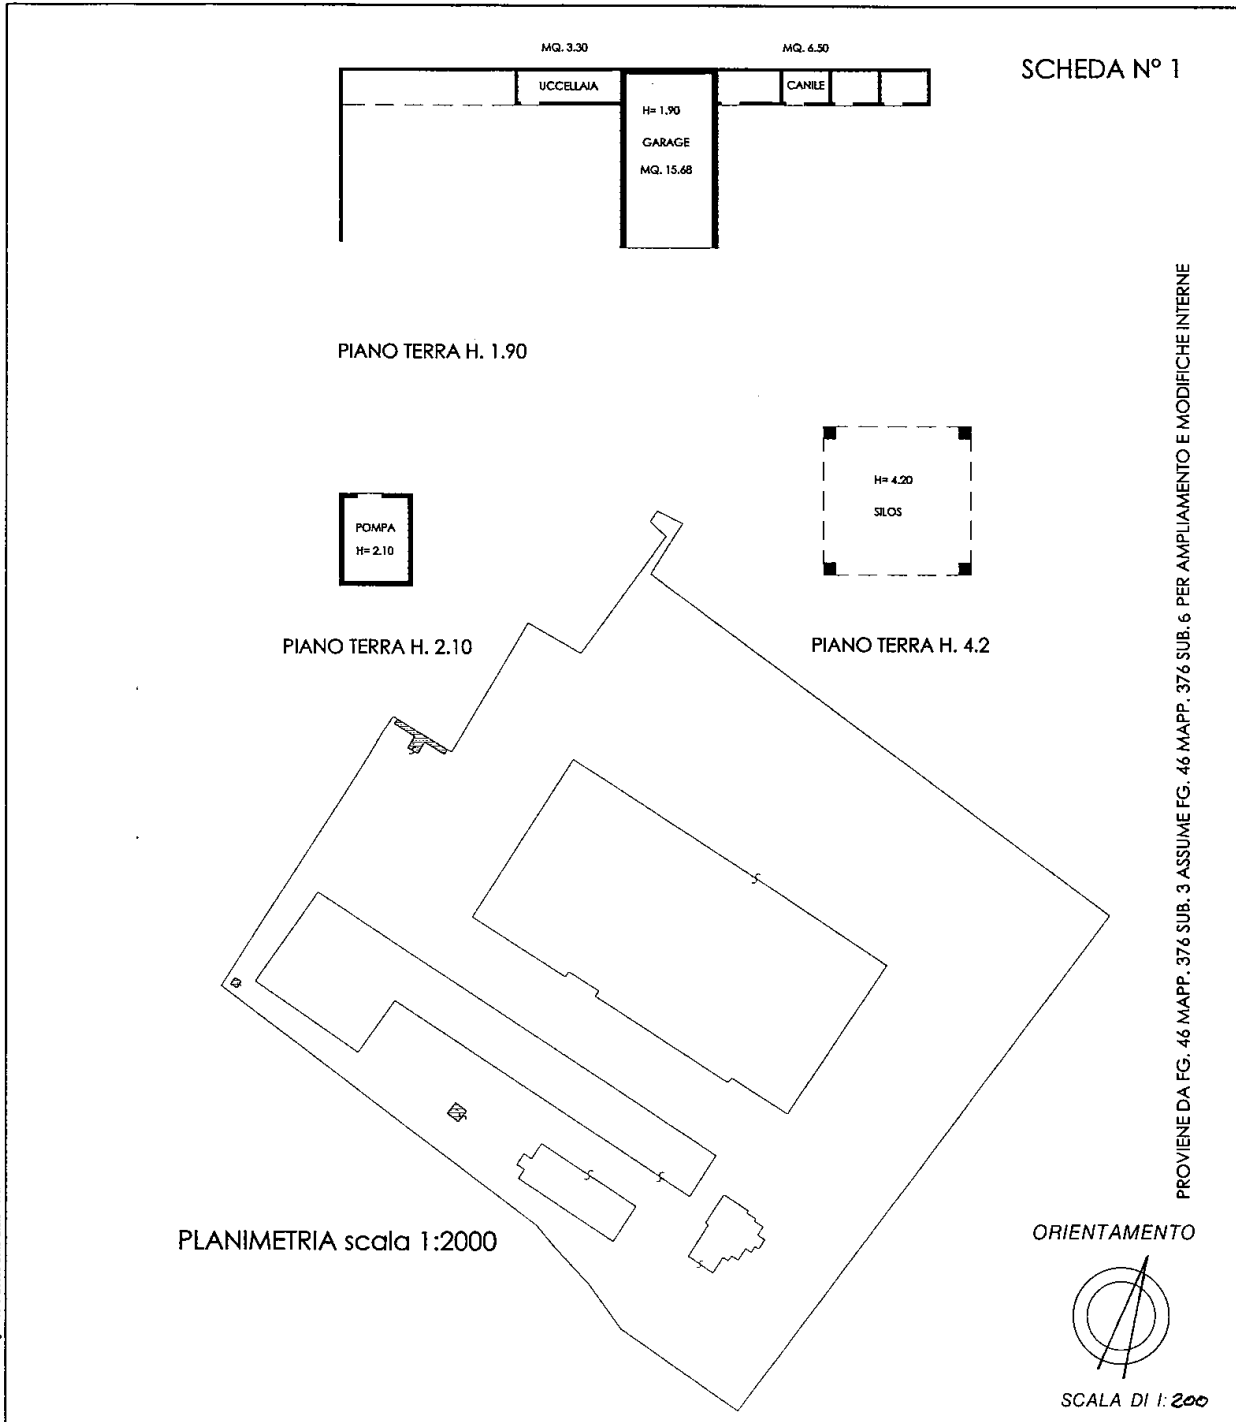 MQ. 3.30
MQ. 6.50
SCHEDA N° 1
UCCELLAIA
CANILE
H= 1.90
GARAGE
MQ. 15.68
PIANO TERRA H. 1.90
H= 4.20
SILOS
POMPA
H= 2.10
PIANO TERRA H. 2.10
PIANO TERRA H. 4.2
PROVIENE DA FG. 46 MAPP. 376 SUB. 3 ASSUME FG. 46 MAPP. 376 SUB. 6 PER AMPLIAMENTO E MODIFICHE INTERNE
PLANIMETRIA scala 1:2000
ORIENTAMENTO
SCALA DI 1:200